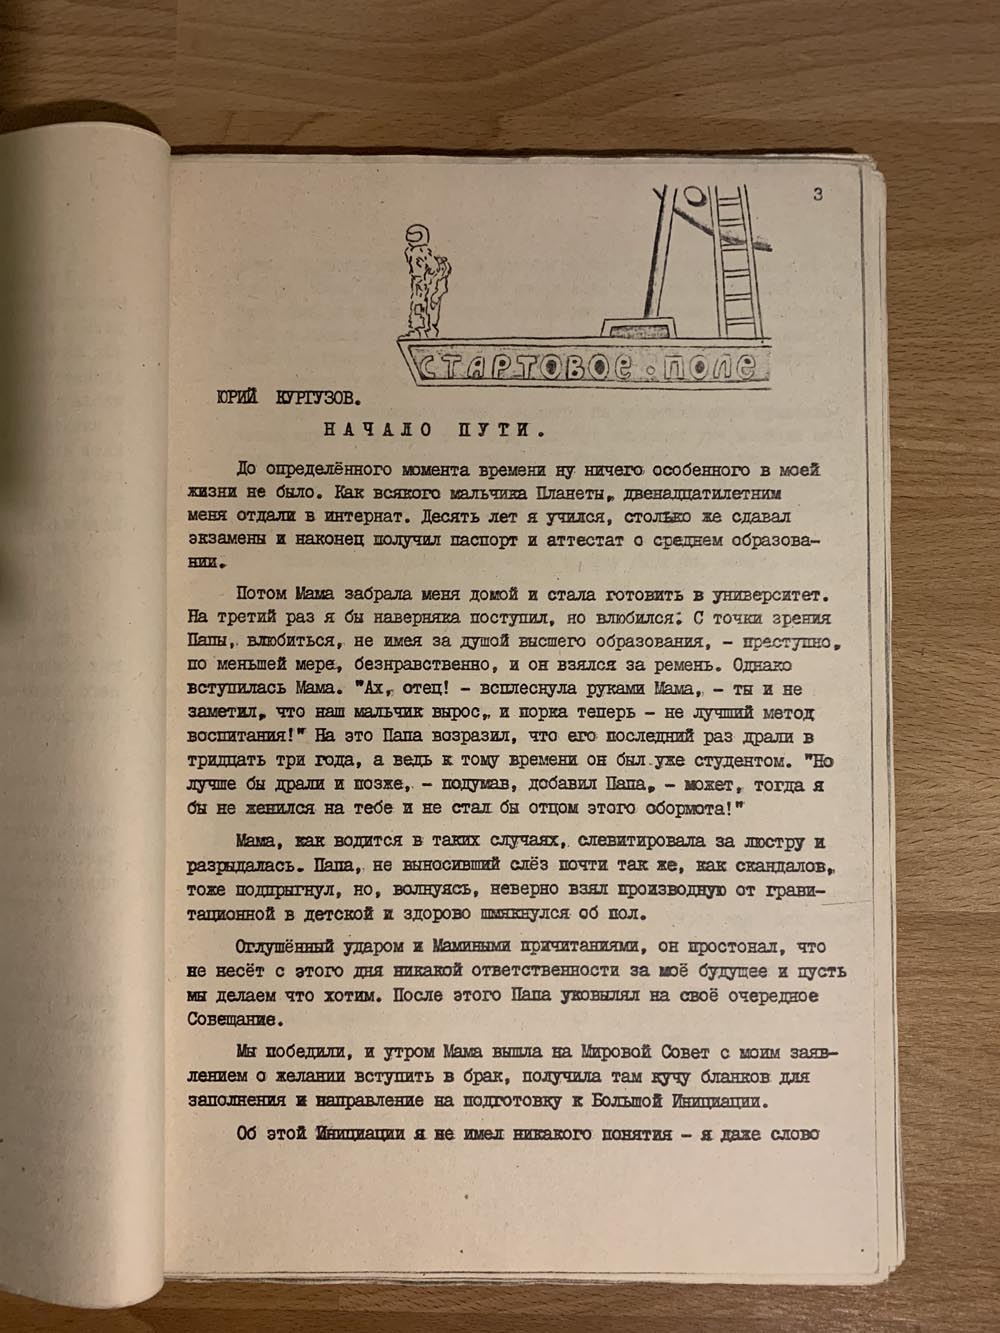 3
СТАРТОВОЕ • ПОЛЕ
ЮРИЙ КУРГУЗОВ.
НАЧАЛО ПУТИ.
До определённого момента времени ну ничего особенного в моей
жизни не было. Как всякого мальчика Планеты, двенадцатилетним
меня отдали в интернат. Десять лет я учился, столько же сдавал
экзамены и наконец получил паспорт и аттестат о среднем образова-
нии.
Потом Мама забрала меня домой и стала готовить в университет.
На третий раз я бы наверняка поступил, но влюбился. С точки зрения
Папы, влюбиться, не имея за душой высшего образования, - преступно,
по меньшей мере, безнравственно, и он взялся за ремень. Однако
вступилась Мама. "Ах, отец! - всплеснула руками Мама, - ты и не
заметил, что наш мальчик вырос, и порка теперь - не лучший метод
воспитания!" На это Папа возразил, что его последний раз драли в
тридцать три года, а ведь к тому времени он был уже студентом. "Но
лучше бы драли и позже, - подумав, добавил Папа, - может, тогда я
бы не женился на тебе и не стал бы отцом этого обормота!"
Мама, как водится в таких случаях, слевитировала за люстру и
разрыдалась. Папа, не выносивший слёз почти так же, как скандалов,
тоже подпрыгнул, но, волнуясь, неверно взял производную от грави-
тационной в детской и здорово шмякнулся об пол.
Оглушённый ударом и Мамиными причитаниями, он простонал, что
не несёт с этого дня никакой ответственности за моё будущее и пусть
мы делаем что хотим. После этого Папа уковылял на своё очередное
Совещание.
Мы победили, и утром Мама вышла на Мировой Совет с моим заяв-
лением о желании вступить в брак, получила там кучу бланков для
заполнения и направление на подготовку к Большой Инициации.
Об этой Инициации я не имел никакого понятия - я даже слово